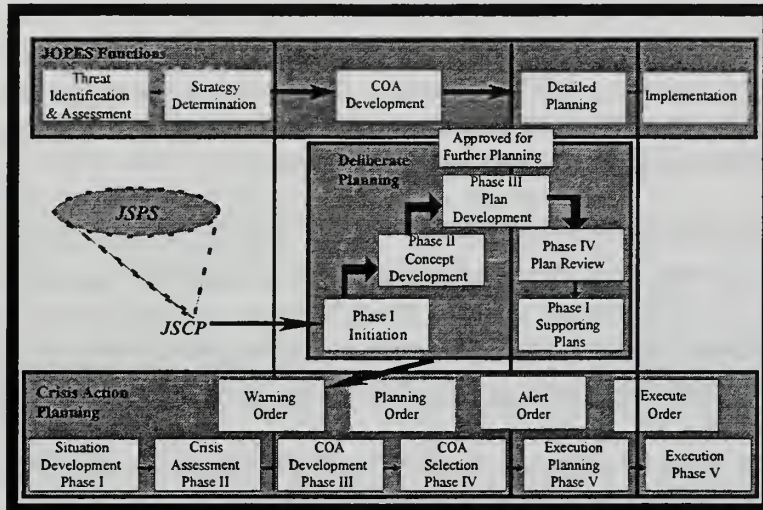 JOPES Functions
Threat
Identification
& Assessment
Strategy
Determination
COA
Development
Detailed
Planning
Implementation
Approved for
Further Planning
Deliberate
Planning
Phase III
Plan
Development
JSPS
Phase II
Concept
Development
Phase IV
Plan Review
JSCP
Phase I
Initiation
Phase I
Supporting
Plans
Crisis Action
Planning
Warning
Order
Planning
Order
Alert
Order
Execute
Order
Situation
Development
Phase I
Crisis
Assessment
Phase II
COA
Development
Phase III
COA
Selection
Phase IV
Execution
Planning
Phase V
Execution
Phase V